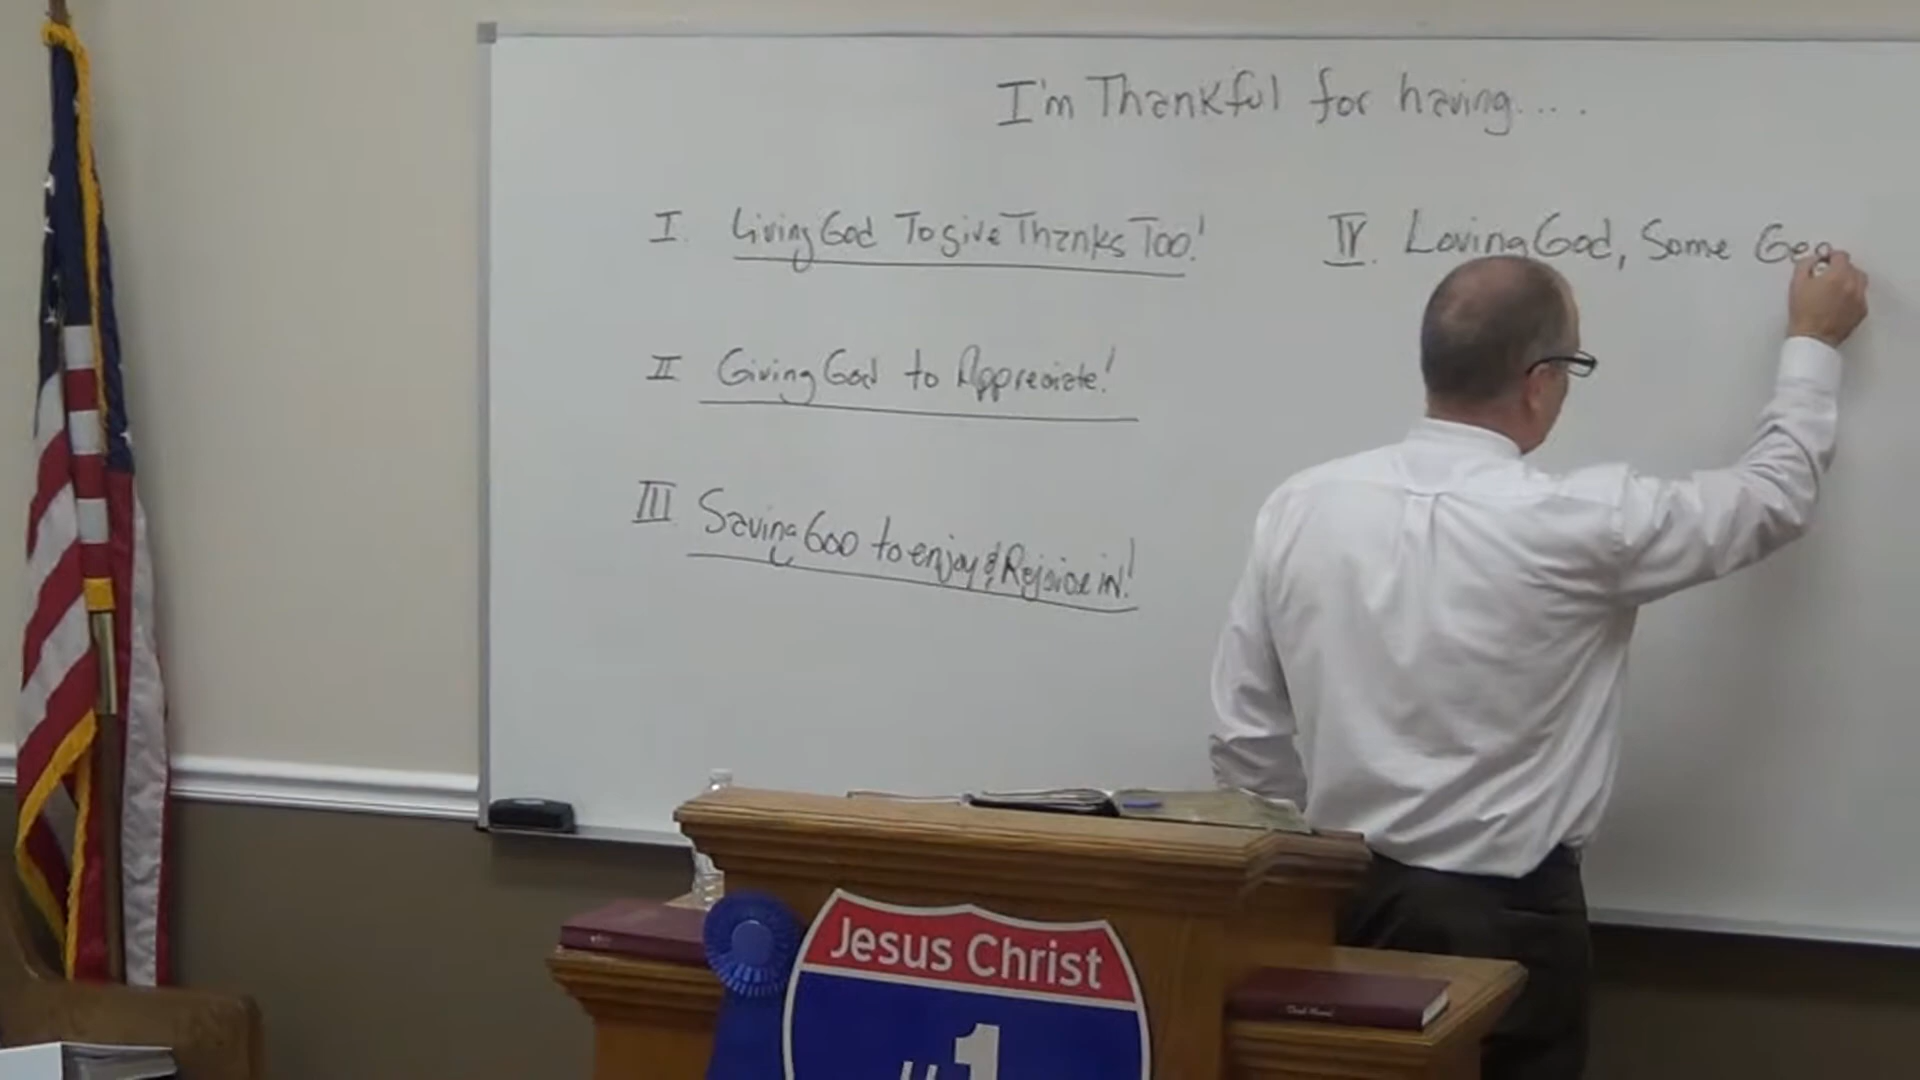 I'm Thankful for having....
I. Living God To give Thanks Too!
II Giving God to Appreciate!
III Saving GOD to enjoy & Rejoice in!
IV. Loving God, Some
Jesus Christ
#1